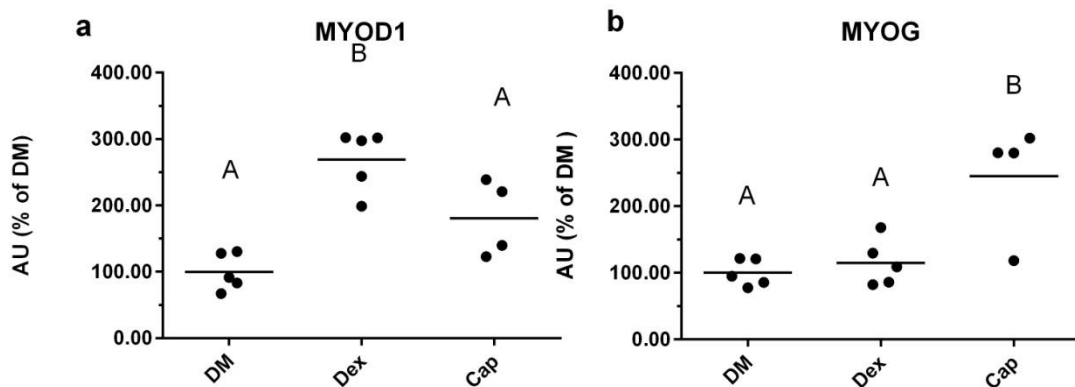 a
MYOD1
AU (% of DM)
400.00
300.00
200.00
100.00
0.00
A
B
A
DM
Dex
Cap
b
MYOG
AU (% of DM )
400.00
300.00
200.00
100.00
0.00
A
A
B
DM
Dex
Cap